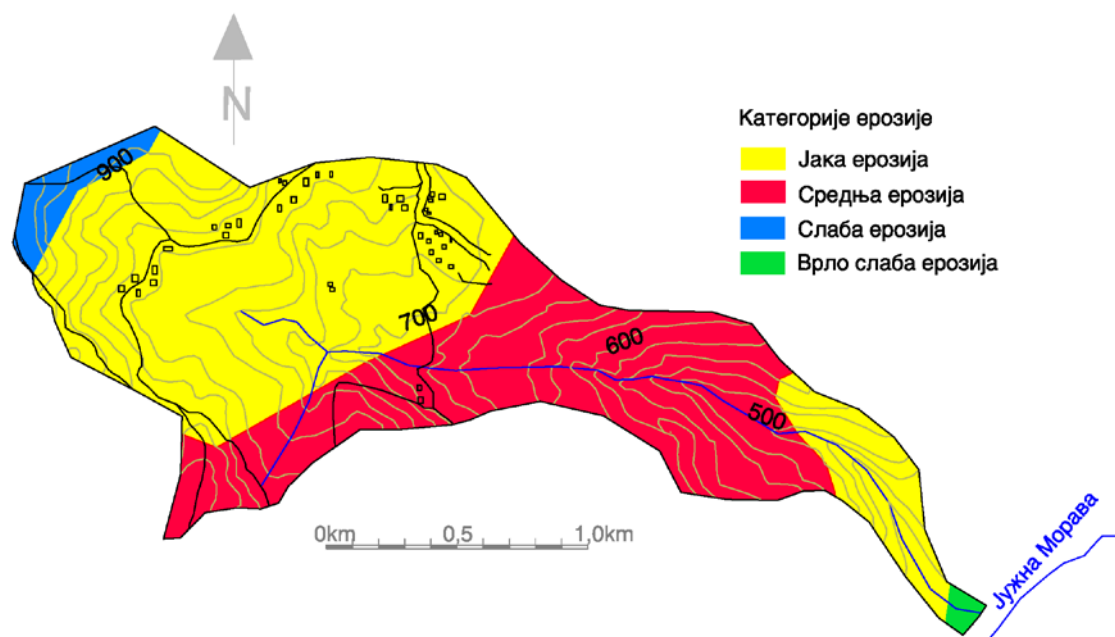 N
Категорије ерозије
Јака ерозија
Средња ерозија
Слаба ерозија
Врло слаба ерозија
900
700
600
500
0km 0,5 1,0km
Јужна Морава